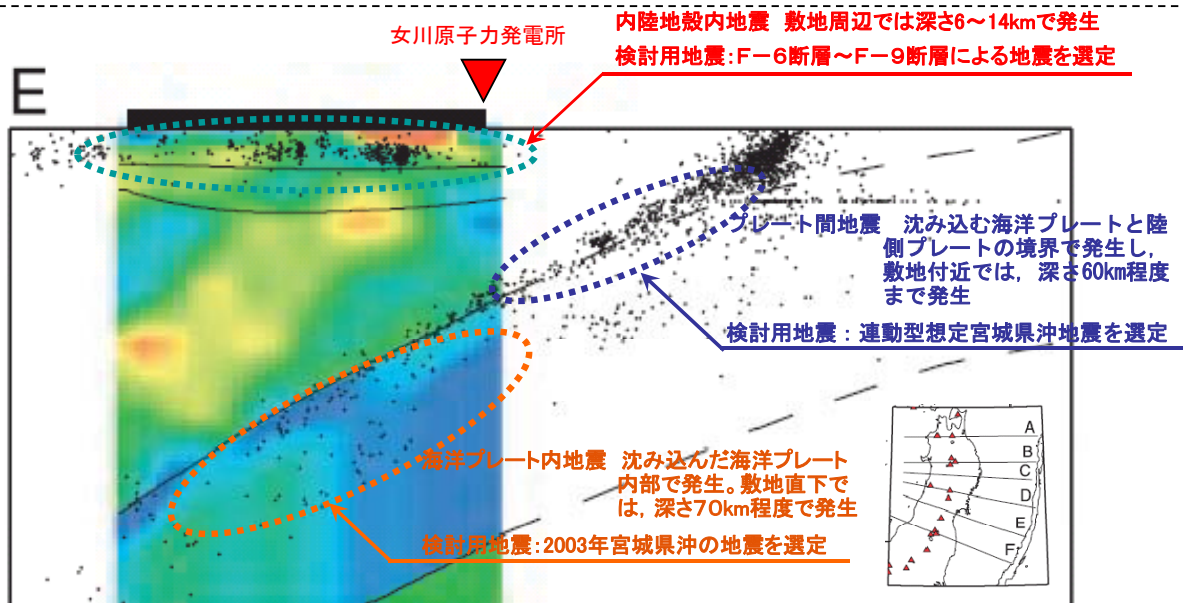 内陸地殻内地震 敷地周辺では深さ6～14kmで発生
検討用地震：F－6断層～F－9断層による地震を選定
女川原子力発電所
E
プレート間地震 沈み込む海洋プレートと陸
側プレートの境界で発生し，
敷地付近では，深さ60km程度
まで発生
検討用地震：連動型想定宮城県沖地震を選定
海洋プレート内地震 沈み込んだ海洋プレート
内部で発生。敷地直下で
は，深さ70km程度で発生
検討用地震：2003年宮城県沖の地震を選定
A
B
C
D
E
F